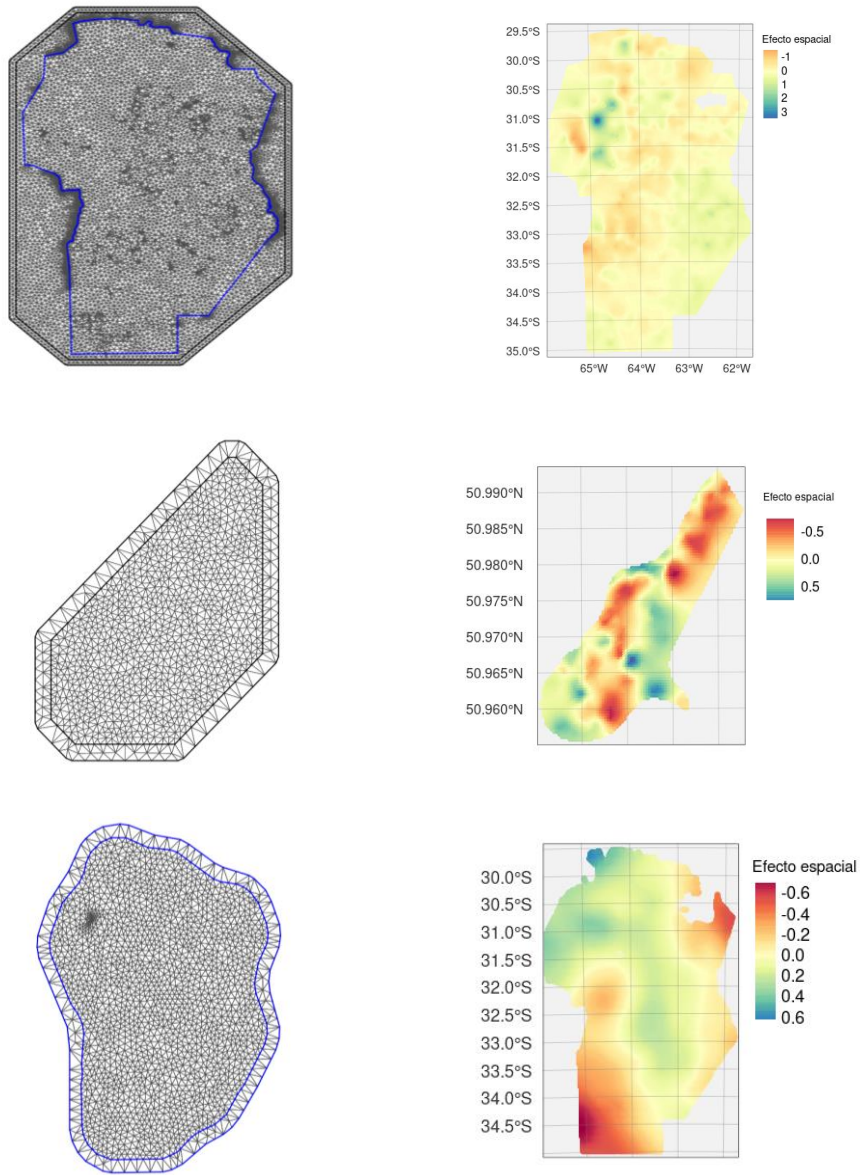 Efecto espacial
-1
0
1
2
3
29.5°S
30.0°S
30.5°S
31.0°S
31.5°S
32.0°S
32.5°S
33.0°S
33.5°S
34.0°S
34.5°S
35.0°S
65°W 64°W 63°W 62°W
Efecto espacial
-0.5
0.0
0.5
50.990°N
50.985°N
50.980°N
50.975°N
50.970°N
50.965°N
50.960°N
Efecto espacial
-0.6
-0.4
-0.2
0.0
0.2
0.4
0.6
30.0°S
30.5°S
31.0°S
31.5°S
32.0°S
32.5°S
33.0°S
33.5°S
34.0°S
34.5°S